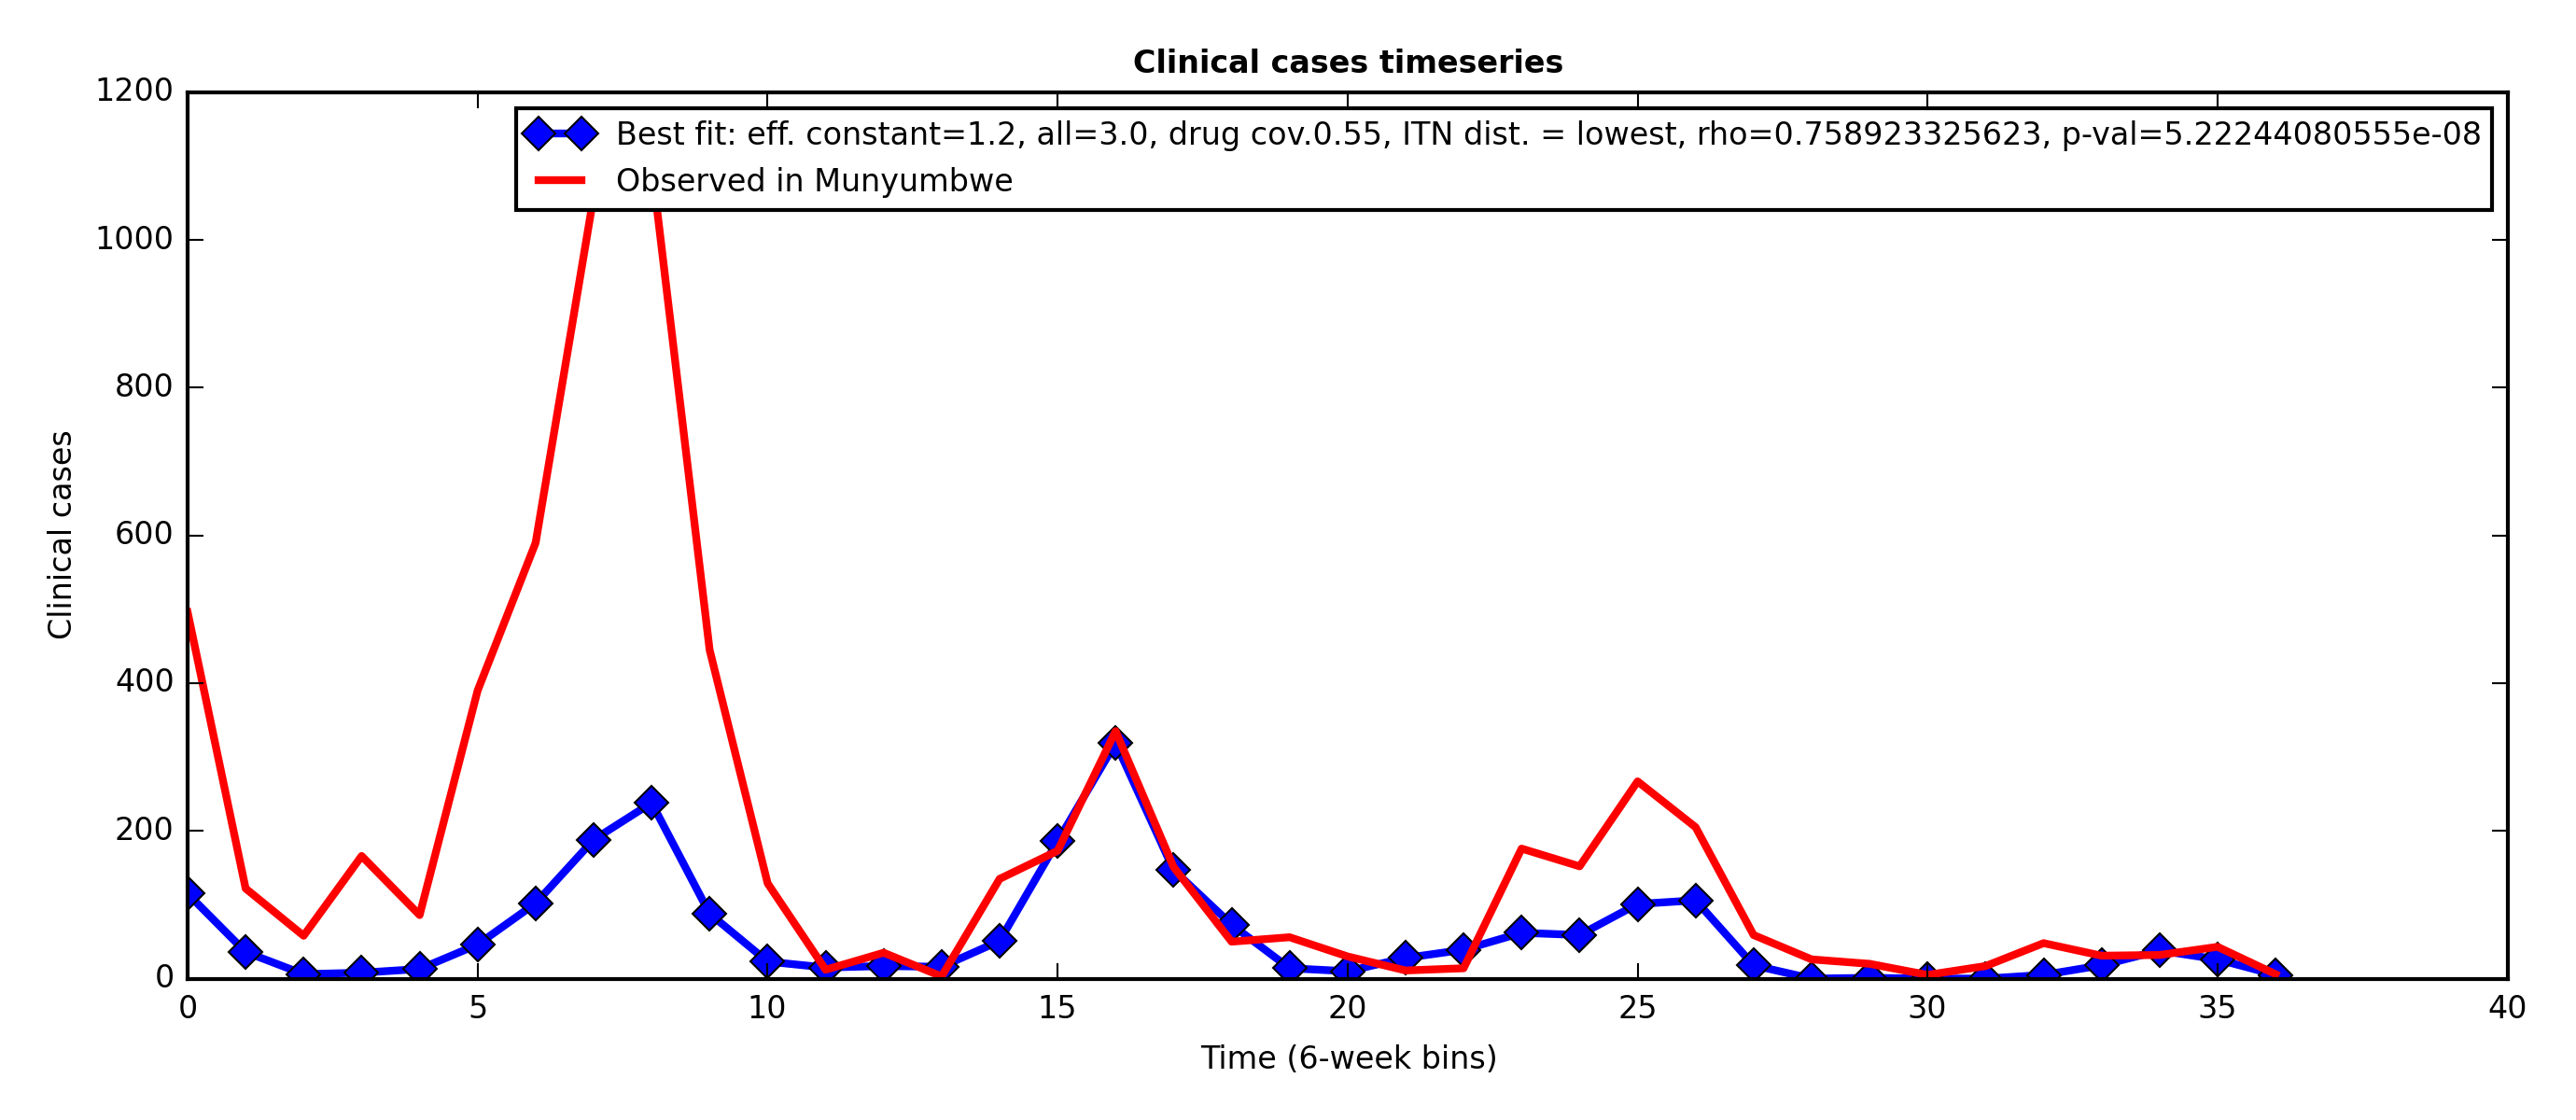 Clinical cases timeseries
1200
1000
800
600
400
200
0
Clinical cases
Best fit: eff. constant=1.2, all=3.0, drug cov.0.55, ITN dist. = lowest, rho=0.758923325623, p-val=5.22244080555e-08
Observed in Munyumbwe
0 5 10 15 20 25 30 35 40
Time (6-week bins)